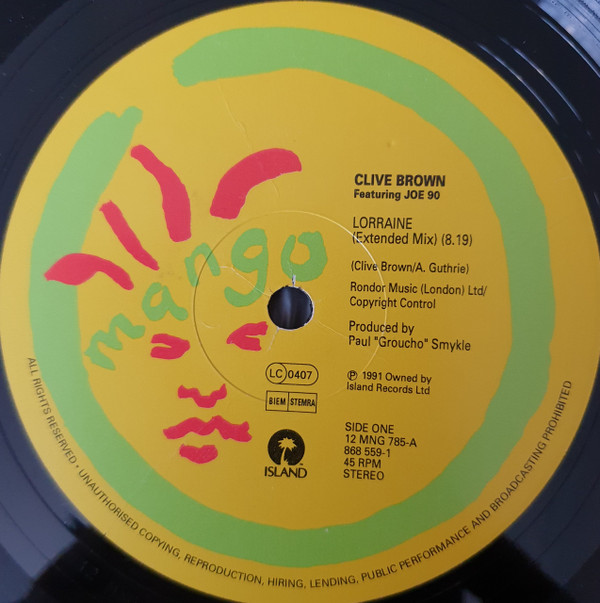 mango
CLIVE BROWN
Featuring JOE 90
LORRAINE
(Extended Mix) (8.19)
(Clive Brown/A. Guthrie)
Rondor Music (London) Ltd/
Copyright Control
Produced by
Paul "Groucho" Smykle
LC 0407
BIEM STEMRA
℗ 1991 Owned by
Island Records Ltd
ISLAND
SIDE ONE
12 MNG 785-A
868 559-1
45 RPM
STEREO
ALL RIGHTS RESERVED • UNAUTHORISED COPYING, REPRODUCTION, HIRING, LENDING, PUBLIC PERFORMANCE AND BROADCASTING PROHIBITED